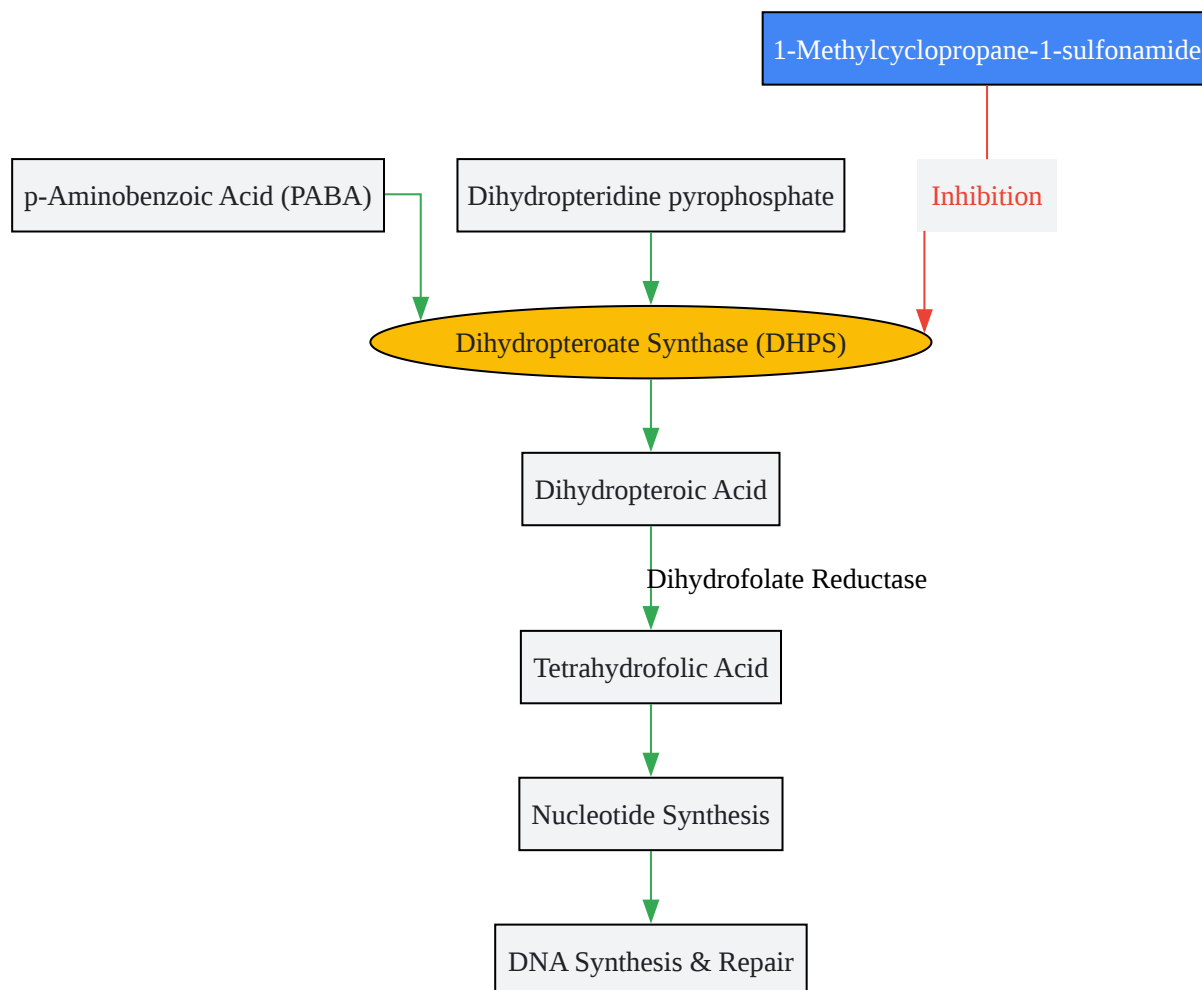 1-Methylcyclopropane-1-sulfonamide
p-Aminobenzoic Acid (PABA)
Dihydropteridine pyrophosphate
Inhibition
Dihydropteroate Synthase (DHPS)
Dihydropteroic Acid
Dihydrofolate Reductase
Tetrahydrofolic Acid
Nucleotide Synthesis
DNA Synthesis & Repair